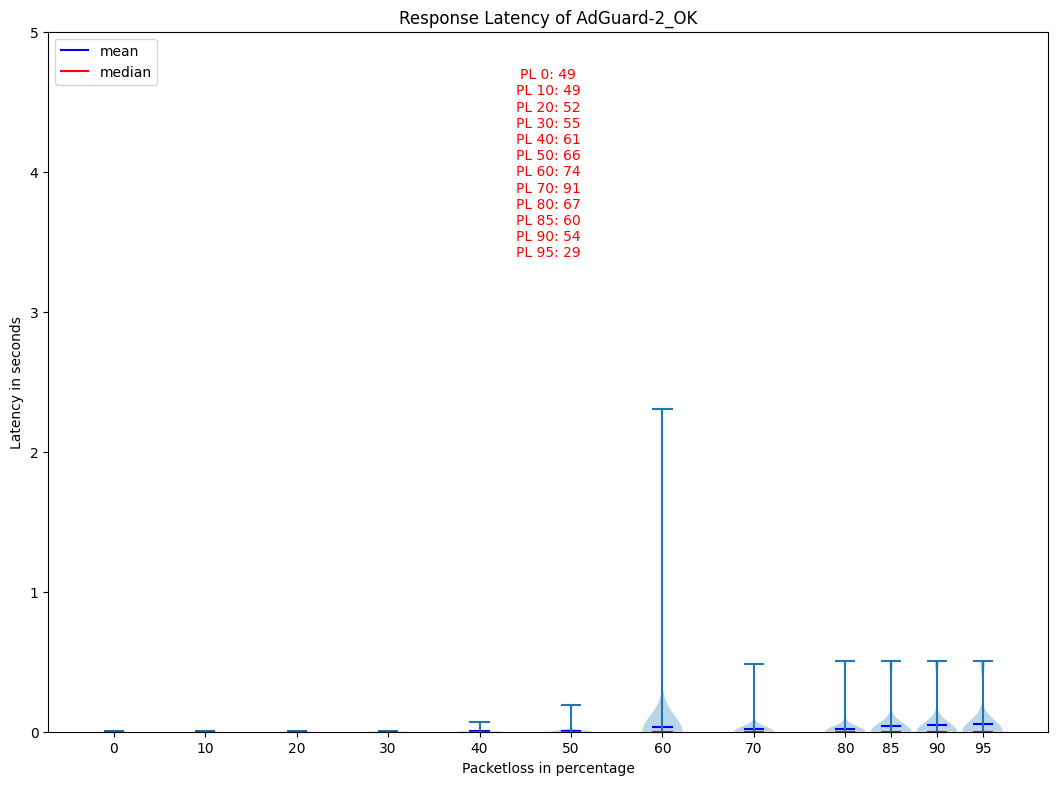 Response Latency of AdGuard-2_OK
mean
median
PL 0: 49
PL 10: 49
PL 20: 52
PL 30: 55
PL 40: 61
PL 50: 66
PL 60: 74
PL 70: 91
PL 80: 67
PL 85: 60
PL 90: 54
PL 95: 29
Latency in seconds
5
4
3
2
1
0
0 10 20 30 40 50 60 70 80 85 90 95
Packetloss in percentage